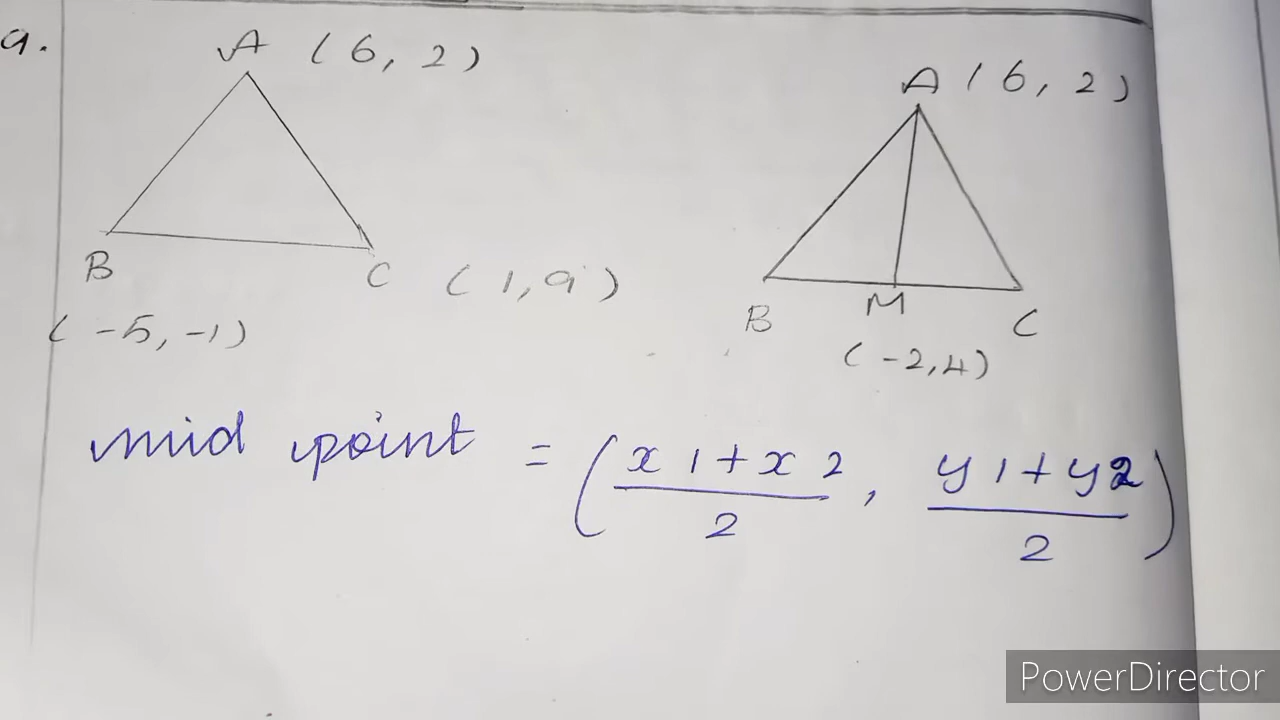 9.
A (6, 2)
B
(-5, -1)
C (1, 9)
A (6, 2)
B
M
(-2, 4)
C
mid point = (x1+x2/2, y1+y2/2)
PowerDirector